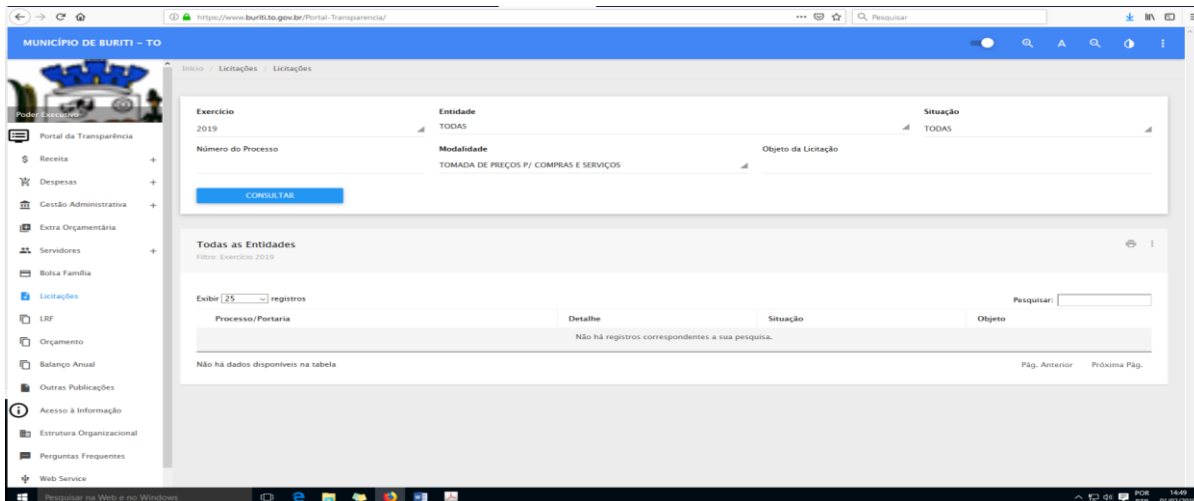 https://www.buriti.to.gov.br/Portal-Transparencia/
Pesquisar
MUNICÍPIO DE BURITI - TO
A
Poder Executivo
Início / Licitações / Licitações
Exercício
Entidade
Situação
2019
TODAS
TODAS
Número do Processo
Modalidade
Objeto da Licitação
TOMADA DE PREÇOS P/ COMPRAS E SERVIÇOS
CONSULTAR
Portal da Transparência
Receita +
Despesas +
Gestão Administrativa +
Extra Orçamentária
Servidores +
Bolsa Família
Licitações
LRF
Orçamento
Balanço Anual
Outras Publicações
Acesso à Informação
Estrutura Organizacional
Perguntas Frequentes
Web Service
Todas as Entidades
Filtro: Exercício 2019
Exibir 25 registros
Pesquisar:
Processo/Portaria Detalhe Situação Objeto
Não há registros correspondentes a sua pesquisa.
Não há dados disponíveis na tabela
Pág. Anterior Próxima Pág.
Pesquisar na Web e no Windows
POR 14:49